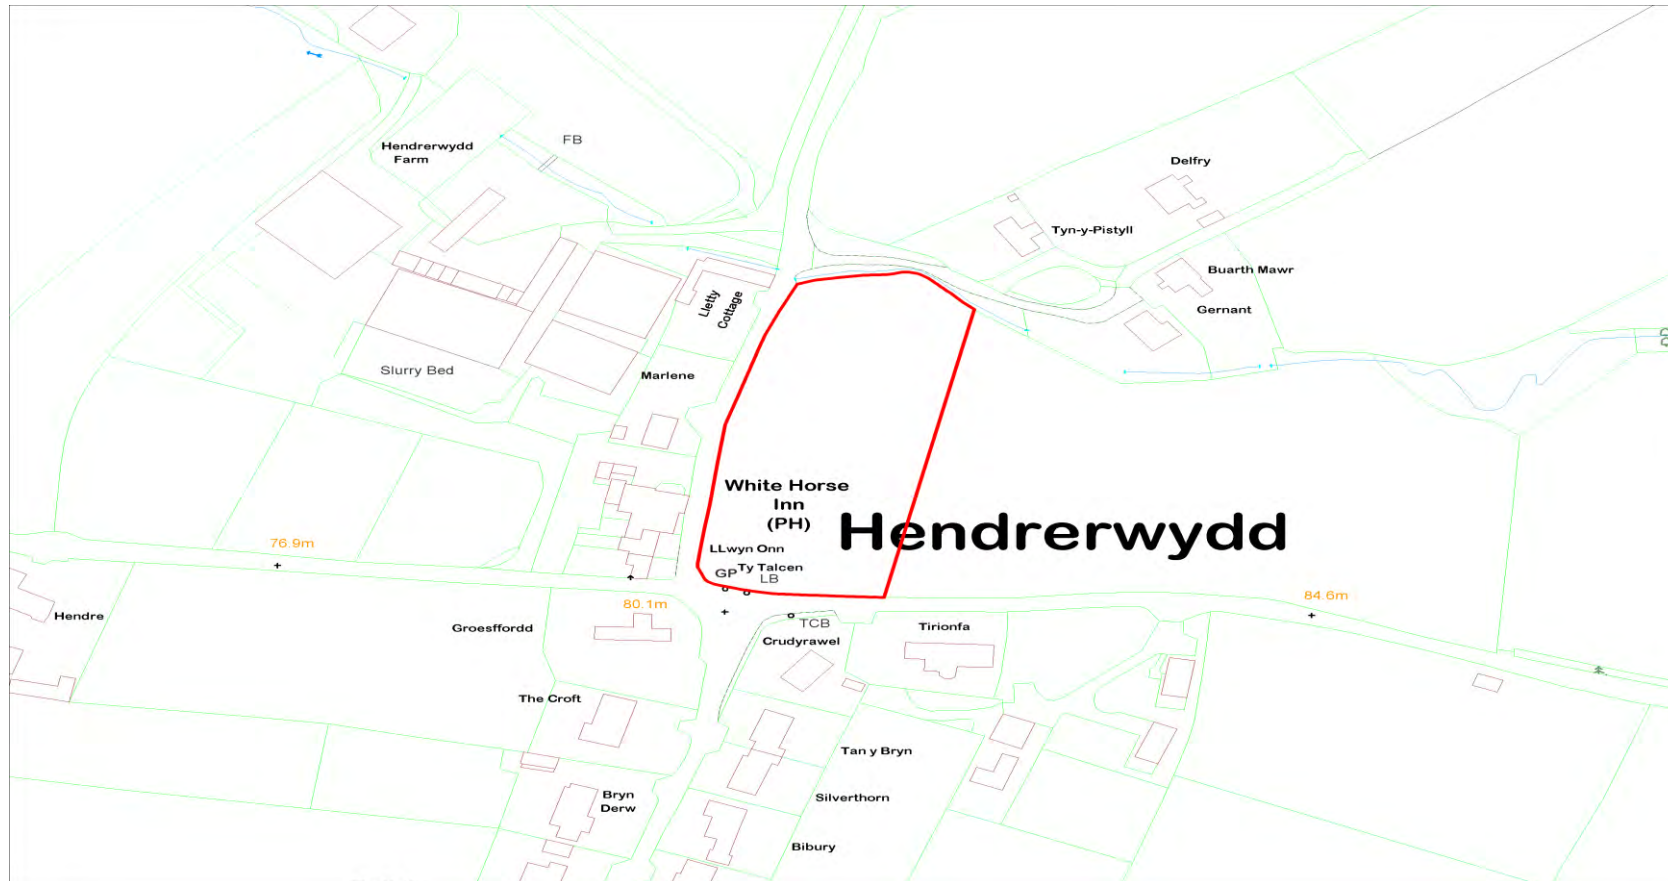 FB
Hendrerwydd
Farm
Delfry
Tyn-y-Pistyll
Buarth Mawr
Gernant
Lletty
Cottage
Slurry Bed
Marlene
White Horse
Inn
(PH)
Hendrerwydd
LLwyn Onn
Ty Talcen
GP
LB
76.9m
80.1m
84.6m
TCB
Hendre
Groesffordd
Crudyrawel
Tirionfa
The Croft
Tan y Bryn
Silverthorn
Bryn
Derw
Bibury